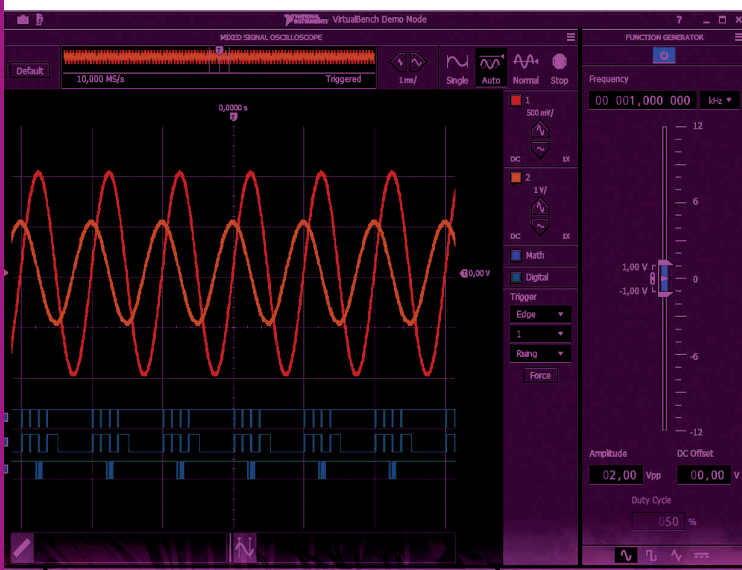 NATIONAL INSTRUMENTS VirtualBench Demo Mode
?
MIXED SIGNAL OSCILLOSCOPE
FUNCTION GENERATOR
Default
10,000 MS/s
Triggered
1 ms/
Single
Auto
Normal
Stop
0,0000 s
T
1
500 mV/
DC
1X
2
1 V/
DC
1X
Math
Digital
Trigger
Edge
1
Rising
Force
T
0,00 V
Frequency
00 001,000 000
kHz
12
6
1,00 V
0
-1,00 V
-6
-12
Amplitude
DC Offset
02,00 Vpp
00,00 V
Duty Cycle
050 %